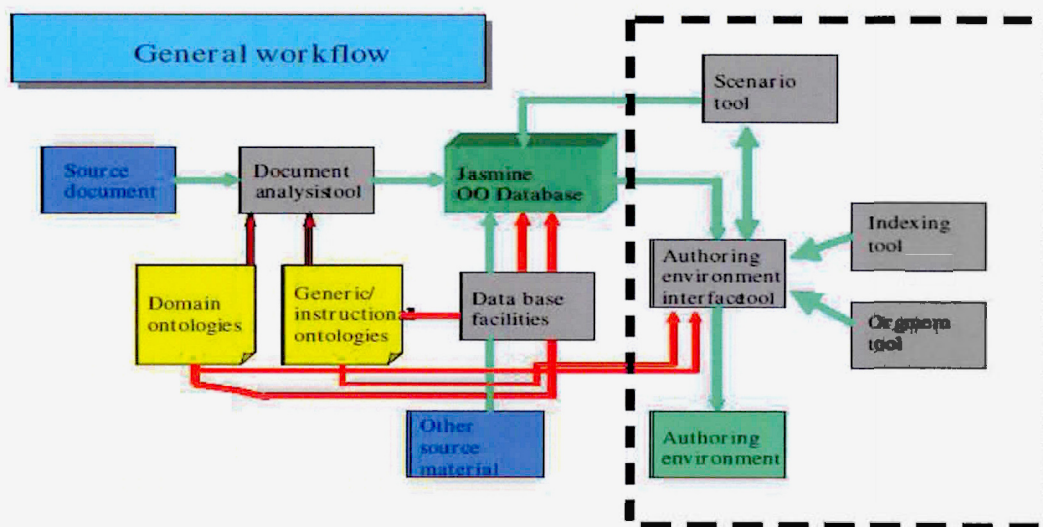 General workflow
Scenario
tool
Source
document
Document
analysistool
Jasmine
OO Database
Indexing
tool
Authoring
environment
interfacetool
Domain
ontologies
Generic/
instructiona
ontologies
Data base
facilities
Orgmem
tool
Other
source
material
Authoring
environment